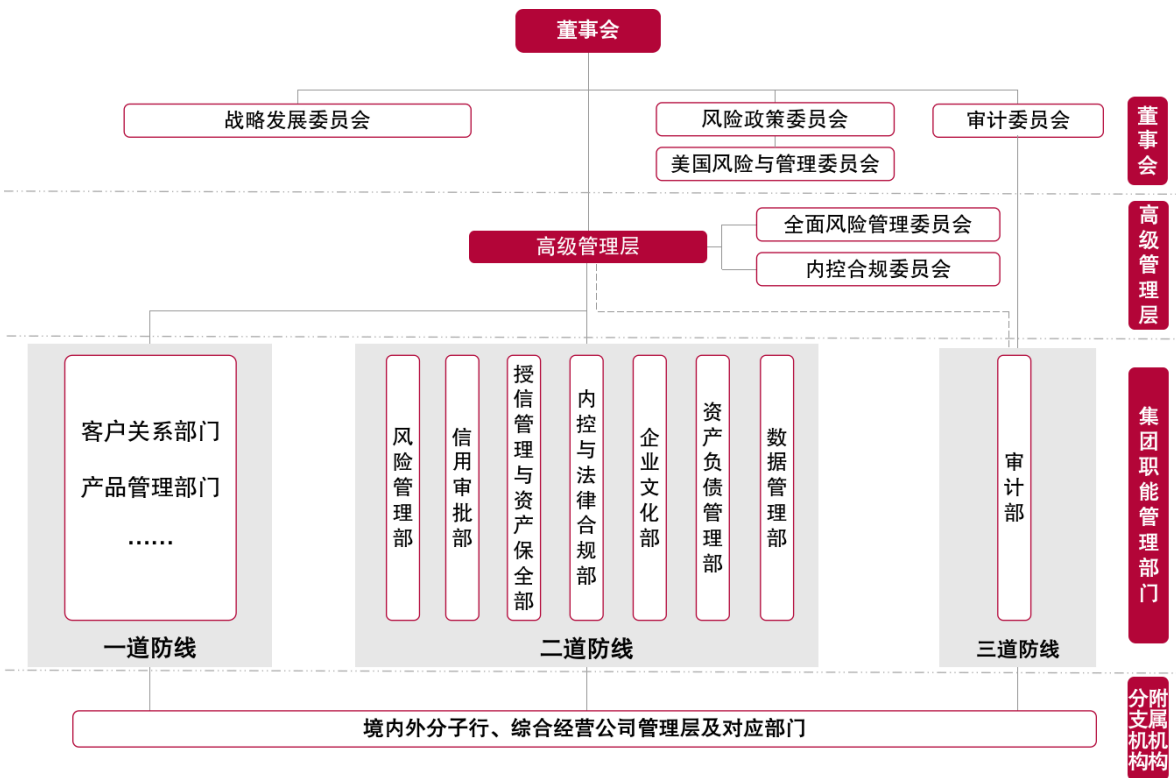 董事会
战略发展委员会
风险政策委员会
审计委员会
美国风险与管理委员会
董事会
高级管理层
全面风险管理委员会
内控合规委员会
高级管理层
客户关系部门
产品管理部门
……
一道防线
风险管理部
信用审批部
授信管理与资产保全部
内控与法律合规部
企业文化部
资产负债管理部
数据管理部
二道防线
审计部
三道防线
集团职能管理部门
境内外分子行、综合经营公司管理层及对应部门
附属机构
分支机构